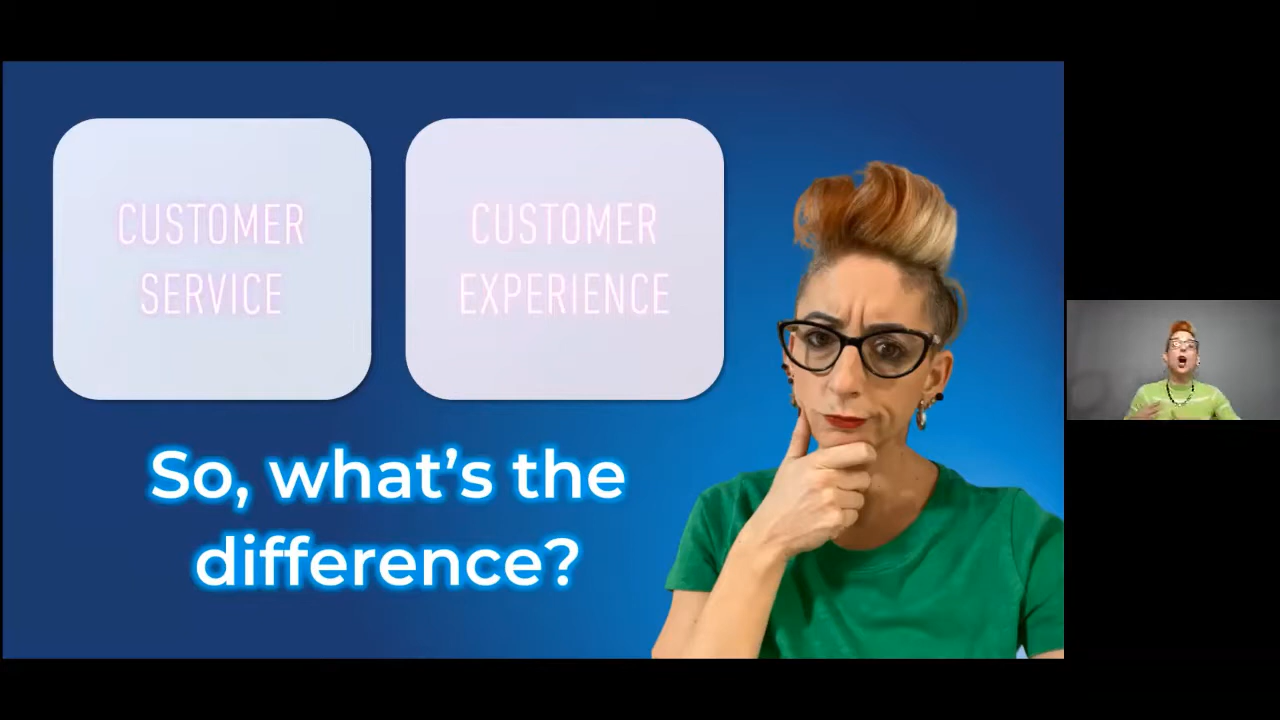 CUSTOMER
SERVICE
CUSTOMER
EXPERIENCE
So, what's the
difference?